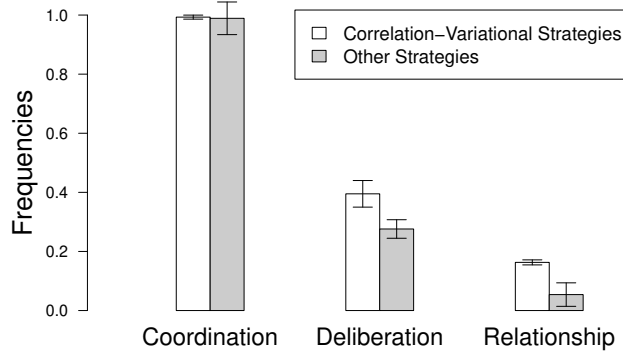 Correlation−Variational Strategies
Other Strategies
Frequencies
1.0
0.8
0.6
0.4
0.2
0.0
Coordination Deliberation Relationship